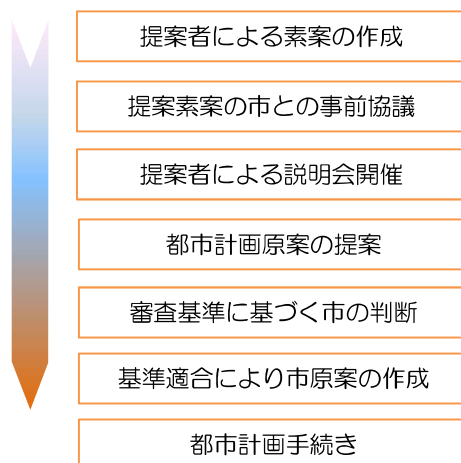 提案者による素案の作成
提案素案の市との事前協議
提案者による説明会開催
都市計画原案の提案
審査基準に基づく市の判断
基準適合により市原案の作成
都市計画手続き